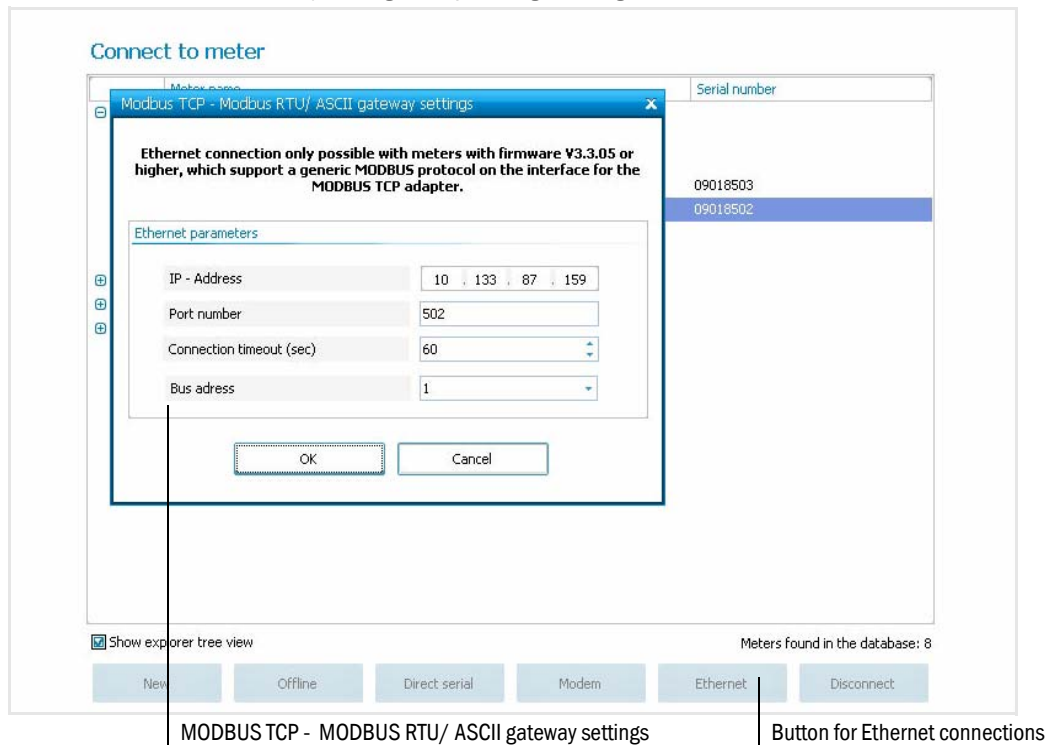 Connect to meter
Meter name Serial number
Modbus TCP - Modbus RTU/ ASCII gateway settings
Ethernet connection only possible with meters with firmware V3.3.05 or
higher, which support a generic MODBUS protocol on the interface for the
MODBUS TCP adapter.
09018503
09018502
Ethernet parameters
IP - Address 10 . 133 . 87 . 159
Port number 502
Connection timeout (sec) 60
Bus adress 1
OK Cancel
Show explorer tree view Meters found in the database: 8
New Offline Direct serial Modem Ethernet Disconnect
MODBUS TCP - MODBUS RTU/ ASCII gateway settings Button for Ethernet connections